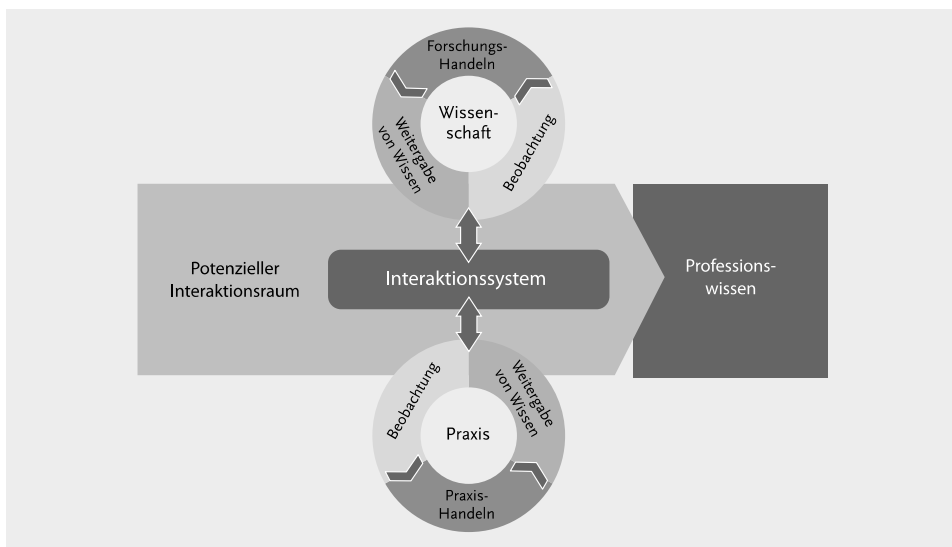 Forschungs-
Handeln
Wissen-
schaft
Weitergabe
von Wissen
Beobachtung
Potenzieller
Interaktionsraum
Interaktionssystem
Professions-
wissen
Beobachtung
Weitergabe
von Wissen
Praxis
Praxis-
Handeln